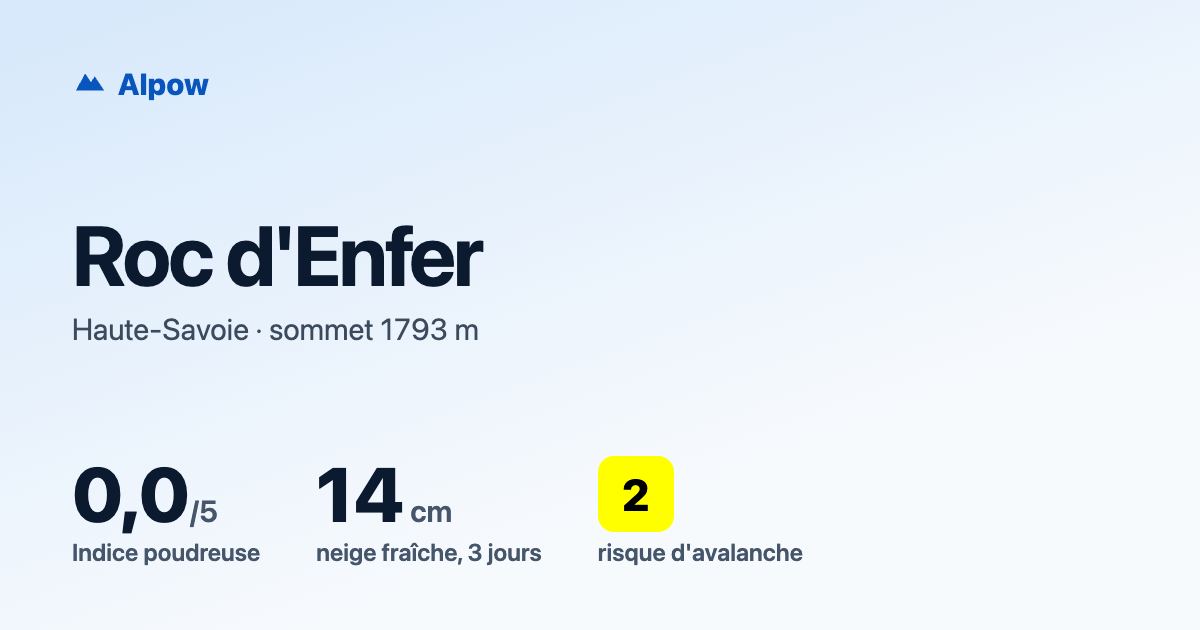 Alpow
Roc d'Enfer
Haute-Savoie · sommet 1793 m
0,0/5
Indice poudreuse
14 cm
neige fraîche, 3 jours
2
risque d'avalanche